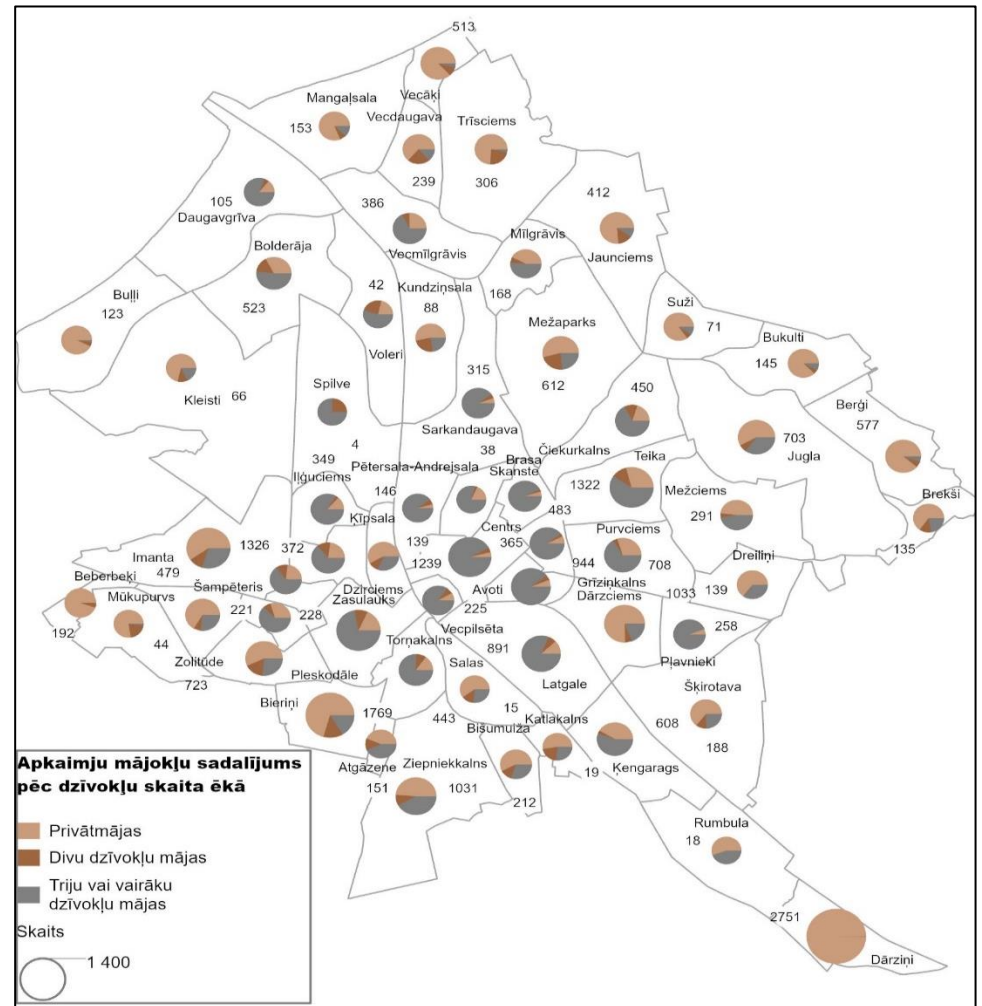 513
Vecāķi
Mangaļsala
Vecdaugava
Trīsciems
153
239
306
412
105
Daugavgrīva
386
Vecmīlgrāvis
Mīlgrāvis
Jaunciems
Bolderāja
523
42
Kundziņsala
88
168
Suži
71
Buļļi
123
Voleri
Mežaparks
612
Bukulti
145
Kleisti
66
Spilve
4
315
Sarkandaugava
38
450
Čiekurkalns
703
Jugla
Berģi
577
349
Iļģuciems
Pētersala-Andrejsala
146
Brasa
Skanste
Teika
1322
Mežciems
291
Brekši
135
Ķīpsala
483
Imanta
1326
479
372
139
1239
Centrs
365
Purvciems
944
708
Dreiliņi
139
Beberbeķi
192
Mūkupurvs
44
Šampēteris
221
228
Dzirciems
Zasulauks
Avoti
225
Grīziņkalns
Dārzciems
1033
258
Pļavnieki
Zolitūde
723
Pleskodāle
Torņakalns
Vecpilsēta
891
Latgale
Salas
15
Bieriņi
1769
443
Bišumuiža
Katlakalns
Šķirotava
608
188
Atgāzene
151
Ziepniekkalns
1031
212
19
Ķengarags
Rumbula
18
2751
Dārziņi
Apkaimju mājokļu sadalījums
pēc dzīvokļu skaita ēkā
Privātmājas
Divu dzīvokļu mājas
Triju vai vairāku
dzīvokļu mājas
Skaits
1 400